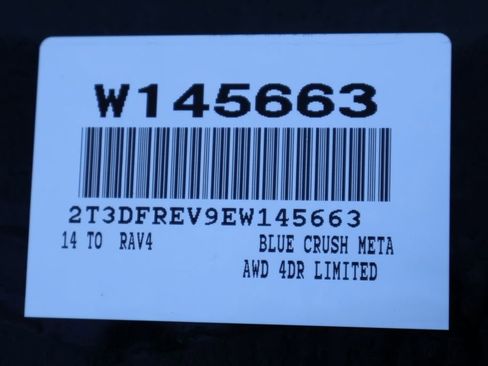 W145663
2T3DFREV9EW145663
14 TO RAV4 BLUE CRUSH META
AWD 4DR LIMITED